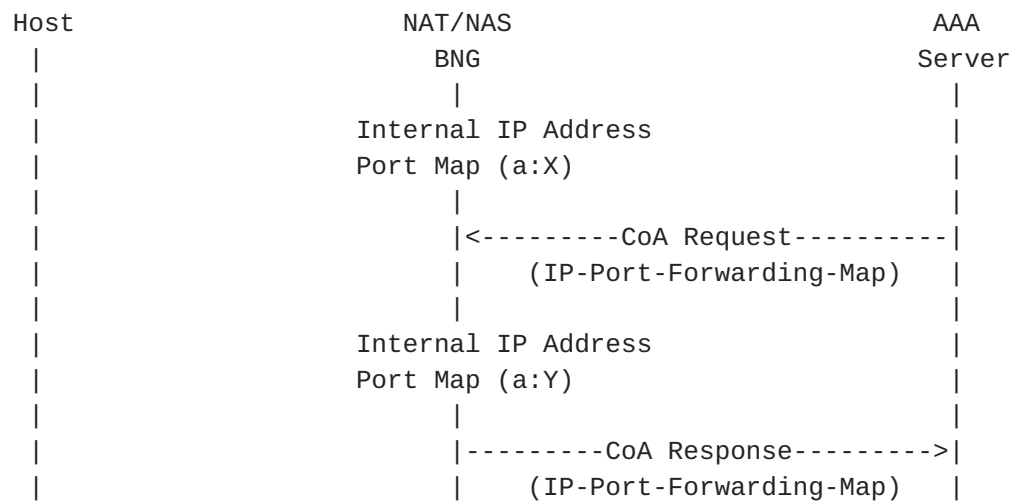 Host NAT/NAS AAA
| BNG Server
| | |
| Internal IP Address |
| Port Map (a:X) |
| | |
| |<---------CoA Request----------|
| | (IP-Port-Forwarding-Map) |
| | |
| Internal IP Address |
| Port Map (a:Y) |
| | |
| |---------CoA Response--------->|
| | (IP-Port-Forwarding-Map) |